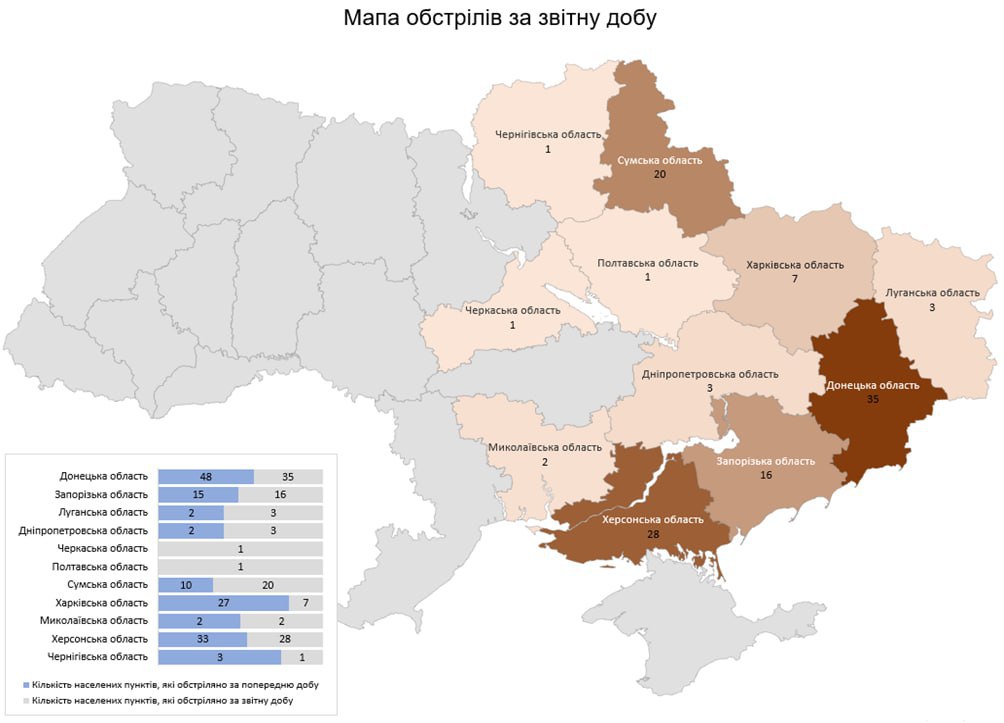 Мапа обстрілів за звітну добу
Чернігівська область
1
Сумська область
20
Полтавська область
1
Харківська область
7
Луганська область
3
Черкаська область
1
Дніпропетровська область
3
Донецька область
35
Миколаївська область
2
Запорізька область
16
Херсонська область
28
Донецька область 48 35
Запорізька область 15 16
Луганська область 2 3
Дніпропетровська область 2 3
Черкаська область 1
Полтавська область 1
Сумська область 10 20
Харківська область 27 7
Миколаївська область 2 2
Херсонська область 33 28
Чернігівська область 3 1
Кількість населених пунктів, які обстріляно за попередню добу
Кількість населених пунктів, які обстріляно за звітну добу